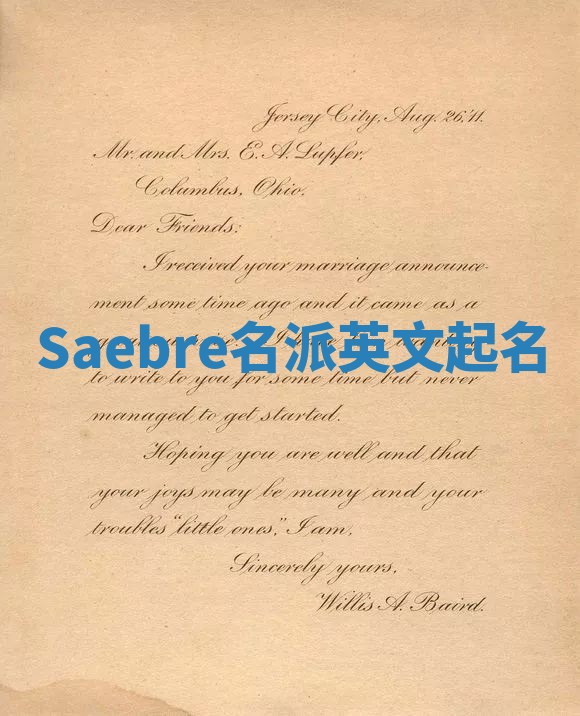 Jersey City, Aug. 26,'11.
Mr. and Mrs. E. A. Lupfer,
Columbus, Ohio.
Dear Friends:
I received your marriage announce-
ment some time ago and it came as a
Saebre名派英文起名
to write to you for some time but never
managed to get started.
Hoping you are well and that
your joys may be many and your
troubles "little ones," I am,
Sincerely yours,
Willis A. Baird.